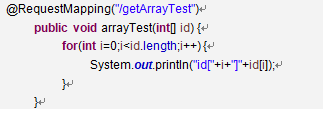 @RequestMapping("/getArrayTest")
public void arrayTest(int[] id) {
for(int i=0;i<id.length;i++){
System.out.println("id["+i+"]"+id[i]);
}
}